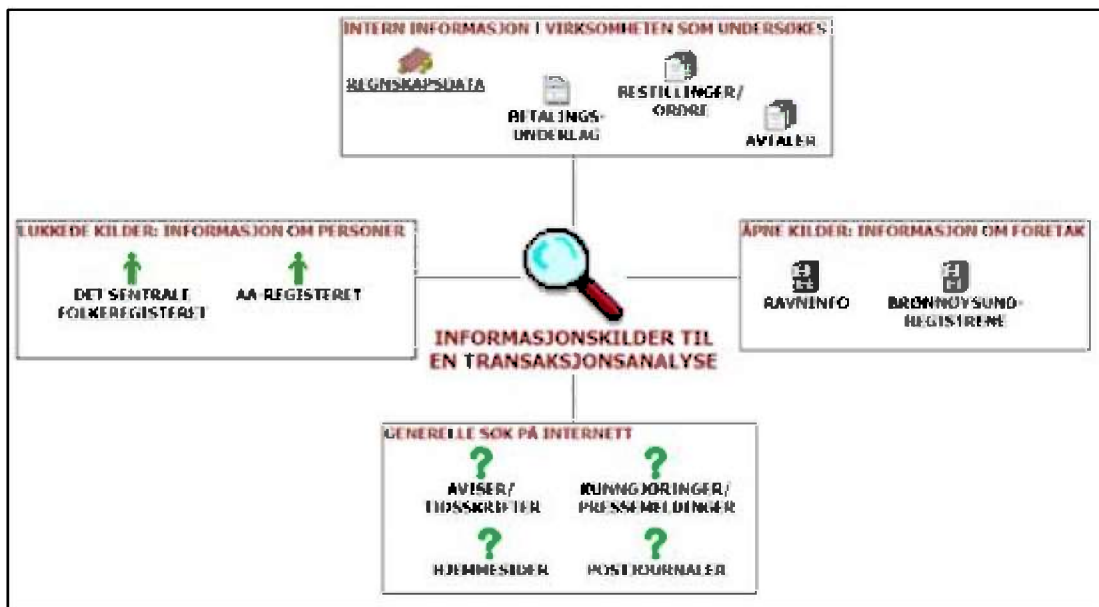 INTERN INFORMASJON I VIRKSOMHETEN SOM UNDERSØKES
REGNSKAPSDATA
BETALINGS-
UNDERLAG
BESTILLINGER/
ORDRE
AVTALER
LUKKEDE KILDER: INFORMASJON OM PERSONER
DET SENTRALE
FOLKEREGISTERET
AA-REGISTERET
ÅPNE KILDER: INFORMASJON OM FORETAK
RAVNINFO
BRØNNØYSUND-
REGISTRENE
INFORMASJONSKILDER TIL
EN TRANSAKSJONSANALYSE
GENERELLE SØK PÅ INTERNETT
?
AVISER/
TIDSSKRIFTER
?
KUNNGJØRINGER/
PRESSEMELDINGER
?
HJEMMESIDER
?
POSTJOURNALER